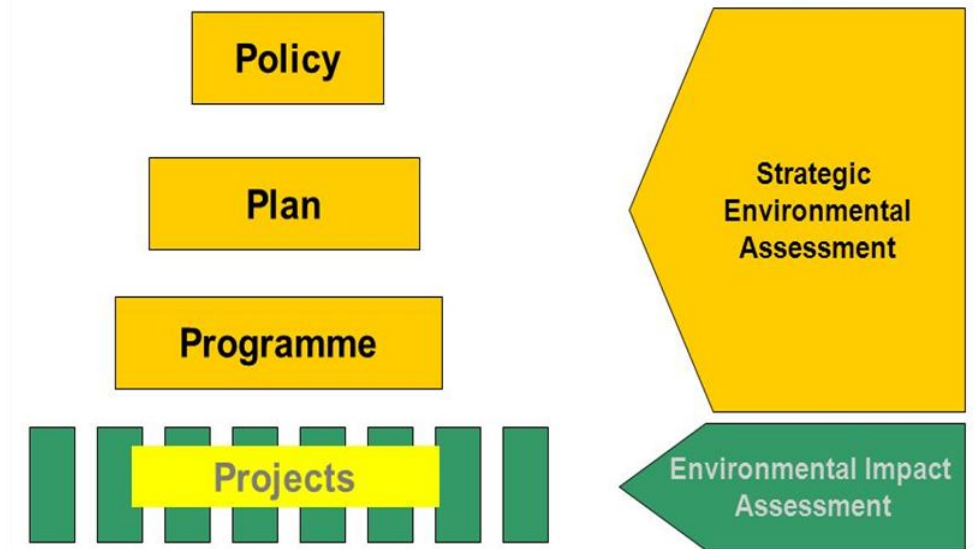 Policy
Plan
Programme
Projects
Strategic
Environmental
Assessment
Environmental Impact
Assessment